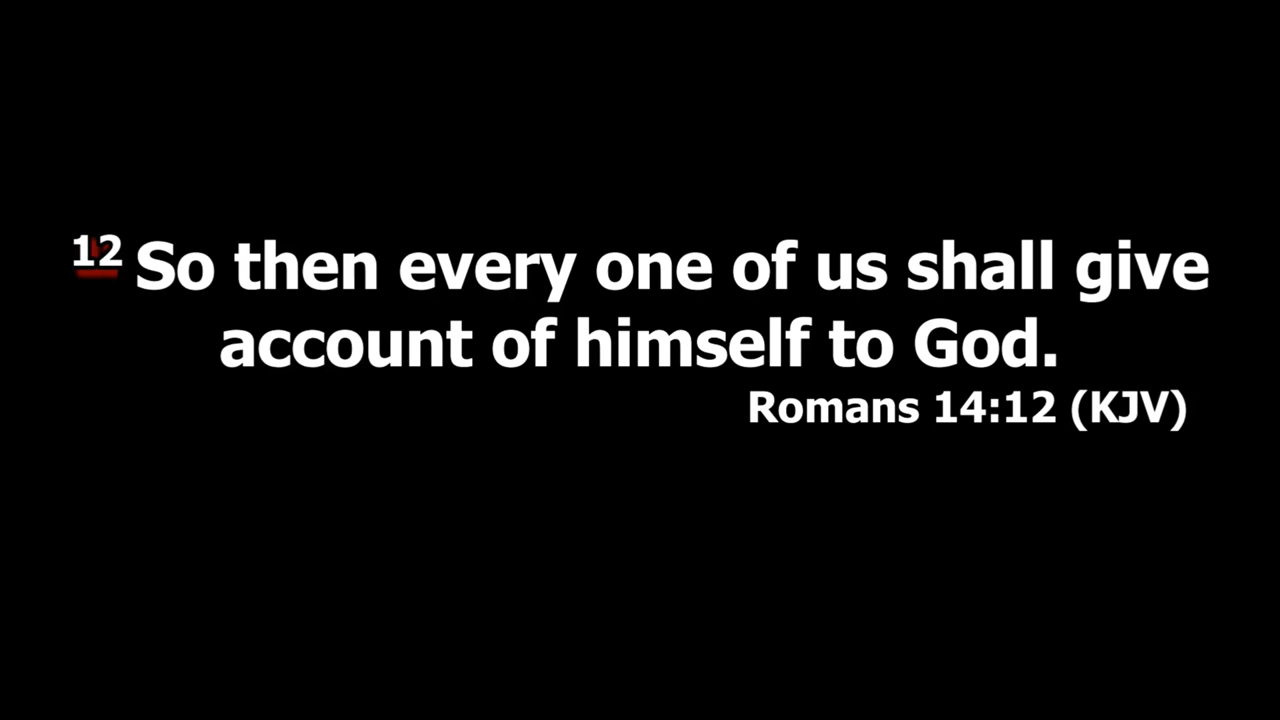 12 So then every one of us shall give
account of himself to God.
Romans 14:12 (KJV)